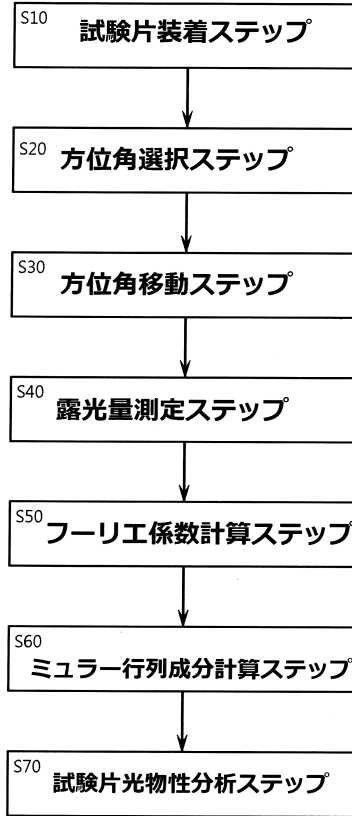 S10
試験片装着ステップ
S20
方位角選択ステップ
S30
方位角移動ステップ
S40
露光量測定ステップ
S50
フーリエ係数計算ステップ
S60
ミュラー行列成分計算ステップ
S70
試験片光物性分析ステップ